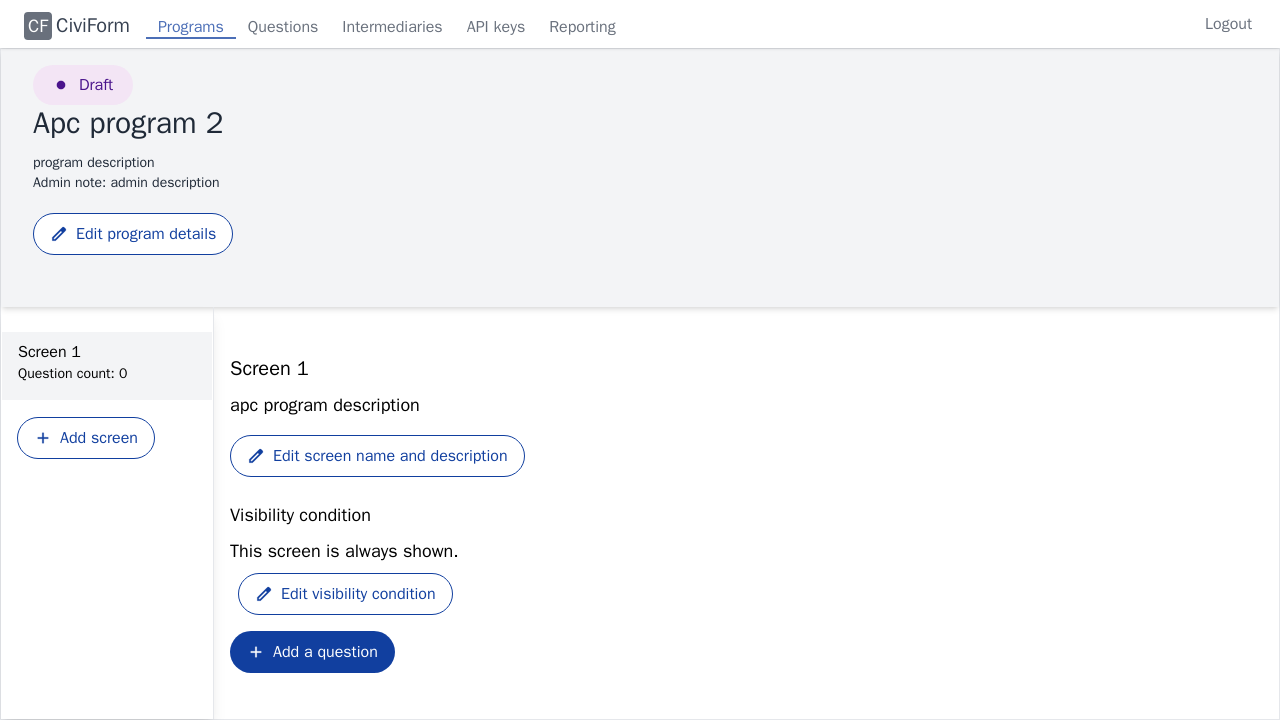 CF CiviForm Programs Questions Intermediaries API keys Reporting Logout
Draft
Apc program 2
program description
Admin note: admin description
Edit program details
Screen 1
Question count: 0
Add screen
Screen 1
apc program description
Edit screen name and description
Visibility condition
This screen is always shown.
Edit visibility condition
Add a question